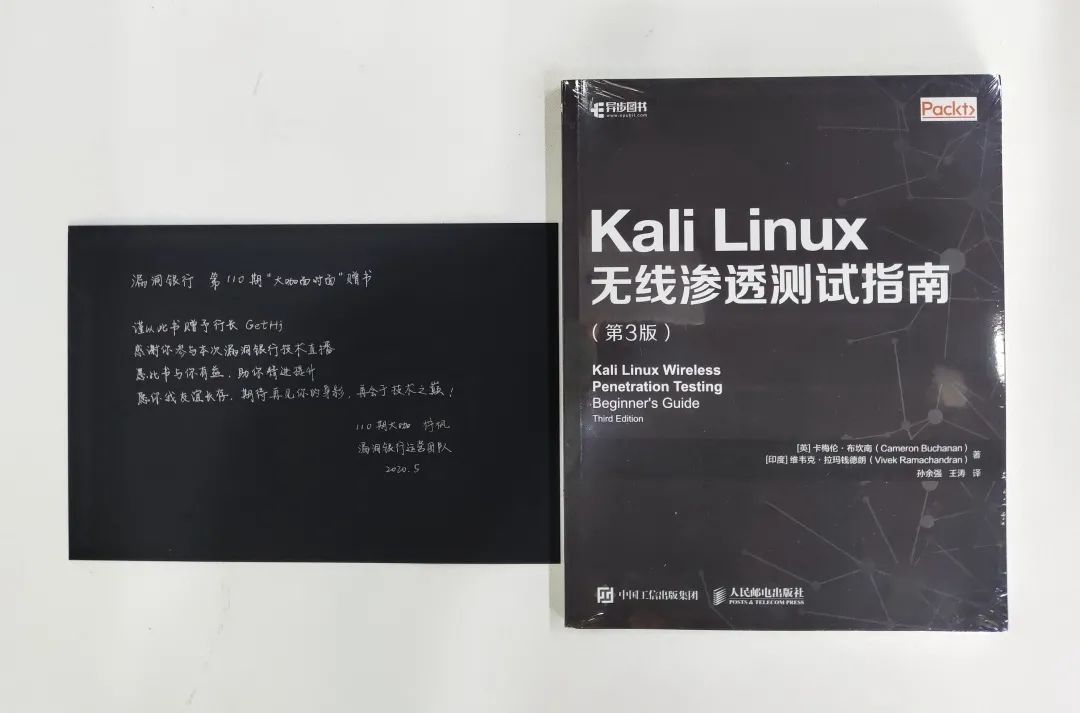 漏洞银行 第110期“大咖面对面”赠书
谨以此书赠予行长 GetHj
感谢你参与本次漏洞银行技术直播
愿此书与你有益，助你精进提升
愿你我友谊长存，期待再见你的身影，再会于技术之巅！
110期大咖
漏洞银行运营团队
2020.5
异步图书
www.epubit.com
Packt>
Kali Linux
无线渗透测试指南
（第3版）
Kali Linux Wireless
Penetration Testing
Beginner's Guide
Third Edition
[英] 卡梅伦·布坎南（Cameron Buchanan）
[印度] 维韦克·拉玛钱德朗（Vivek Ramachandran）
著
孙余强 王涛 译
中国工信出版集团
人民邮电出版社
POSTS & TELECOM PRESS